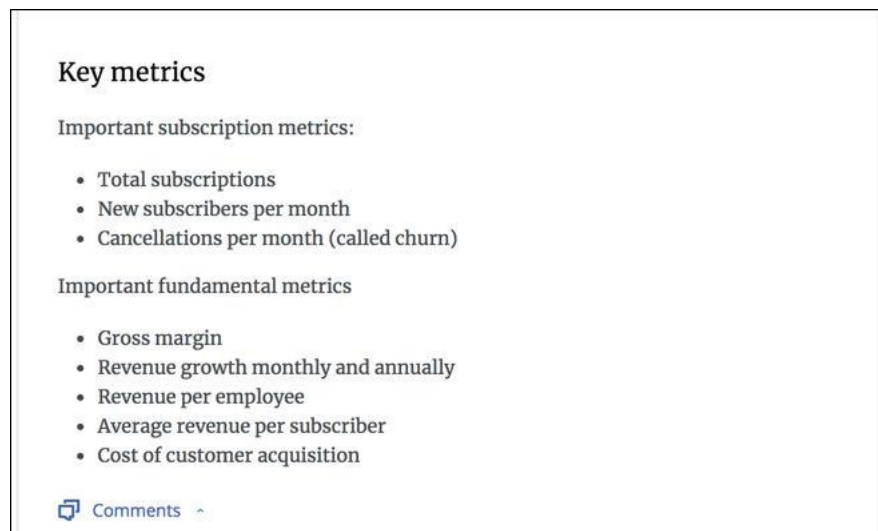 Key metrics
Important subscription metrics:
• Total subscriptions
• New subscribers per month
• Cancellations per month (called churn)
Important fundamental metrics
• Gross margin
• Revenue growth monthly and annually
• Revenue per employee
• Average revenue per subscriber
• Cost of customer acquisition
Comments